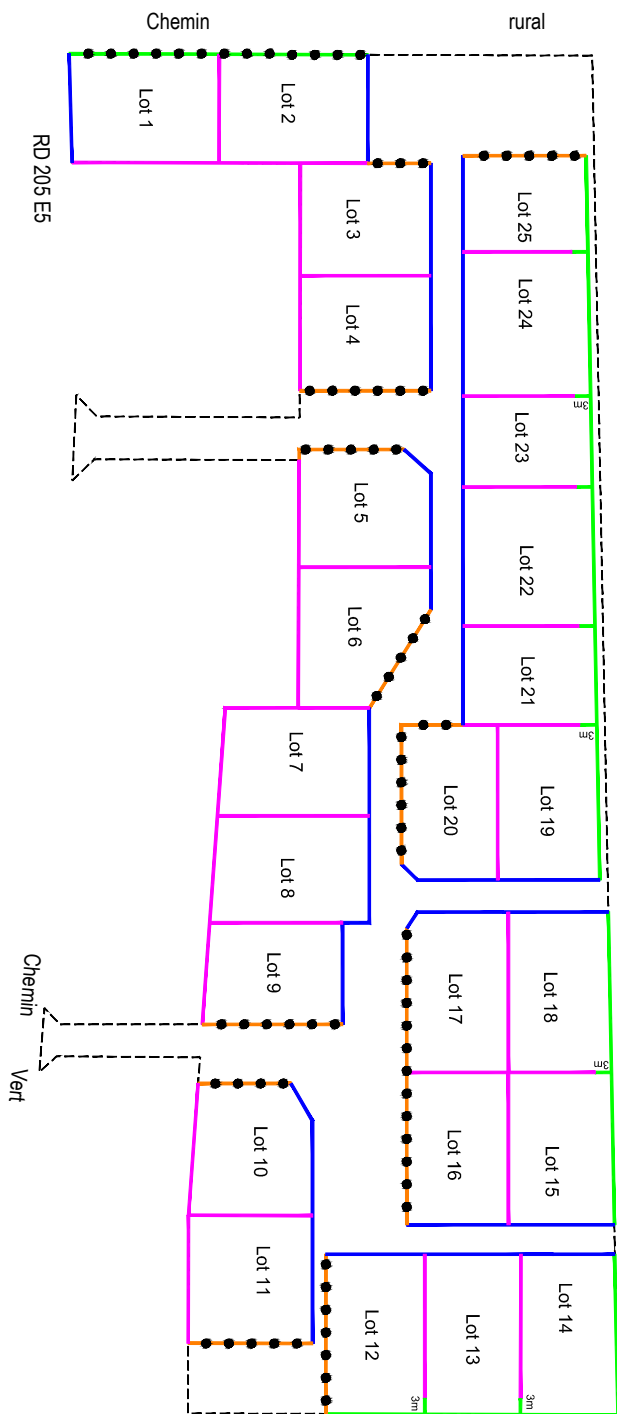 Chemin
rural
Lot 1
Lot 2
RD 205 E5
Lot 3
Lot 25
Lot 24
Lot 4
3m
Lot 23
Lot 5
Lot 22
Lot 6
Lot 21
3m
Lot 7
Lot 20
Lot 19
Lot 8
Lot 9
Chemin
Vert
Lot 17
Lot 18
3m
Lot 10
Lot 16
Lot 15
Lot 11
Lot 12
Lot 13
Lot 14
3m
3m